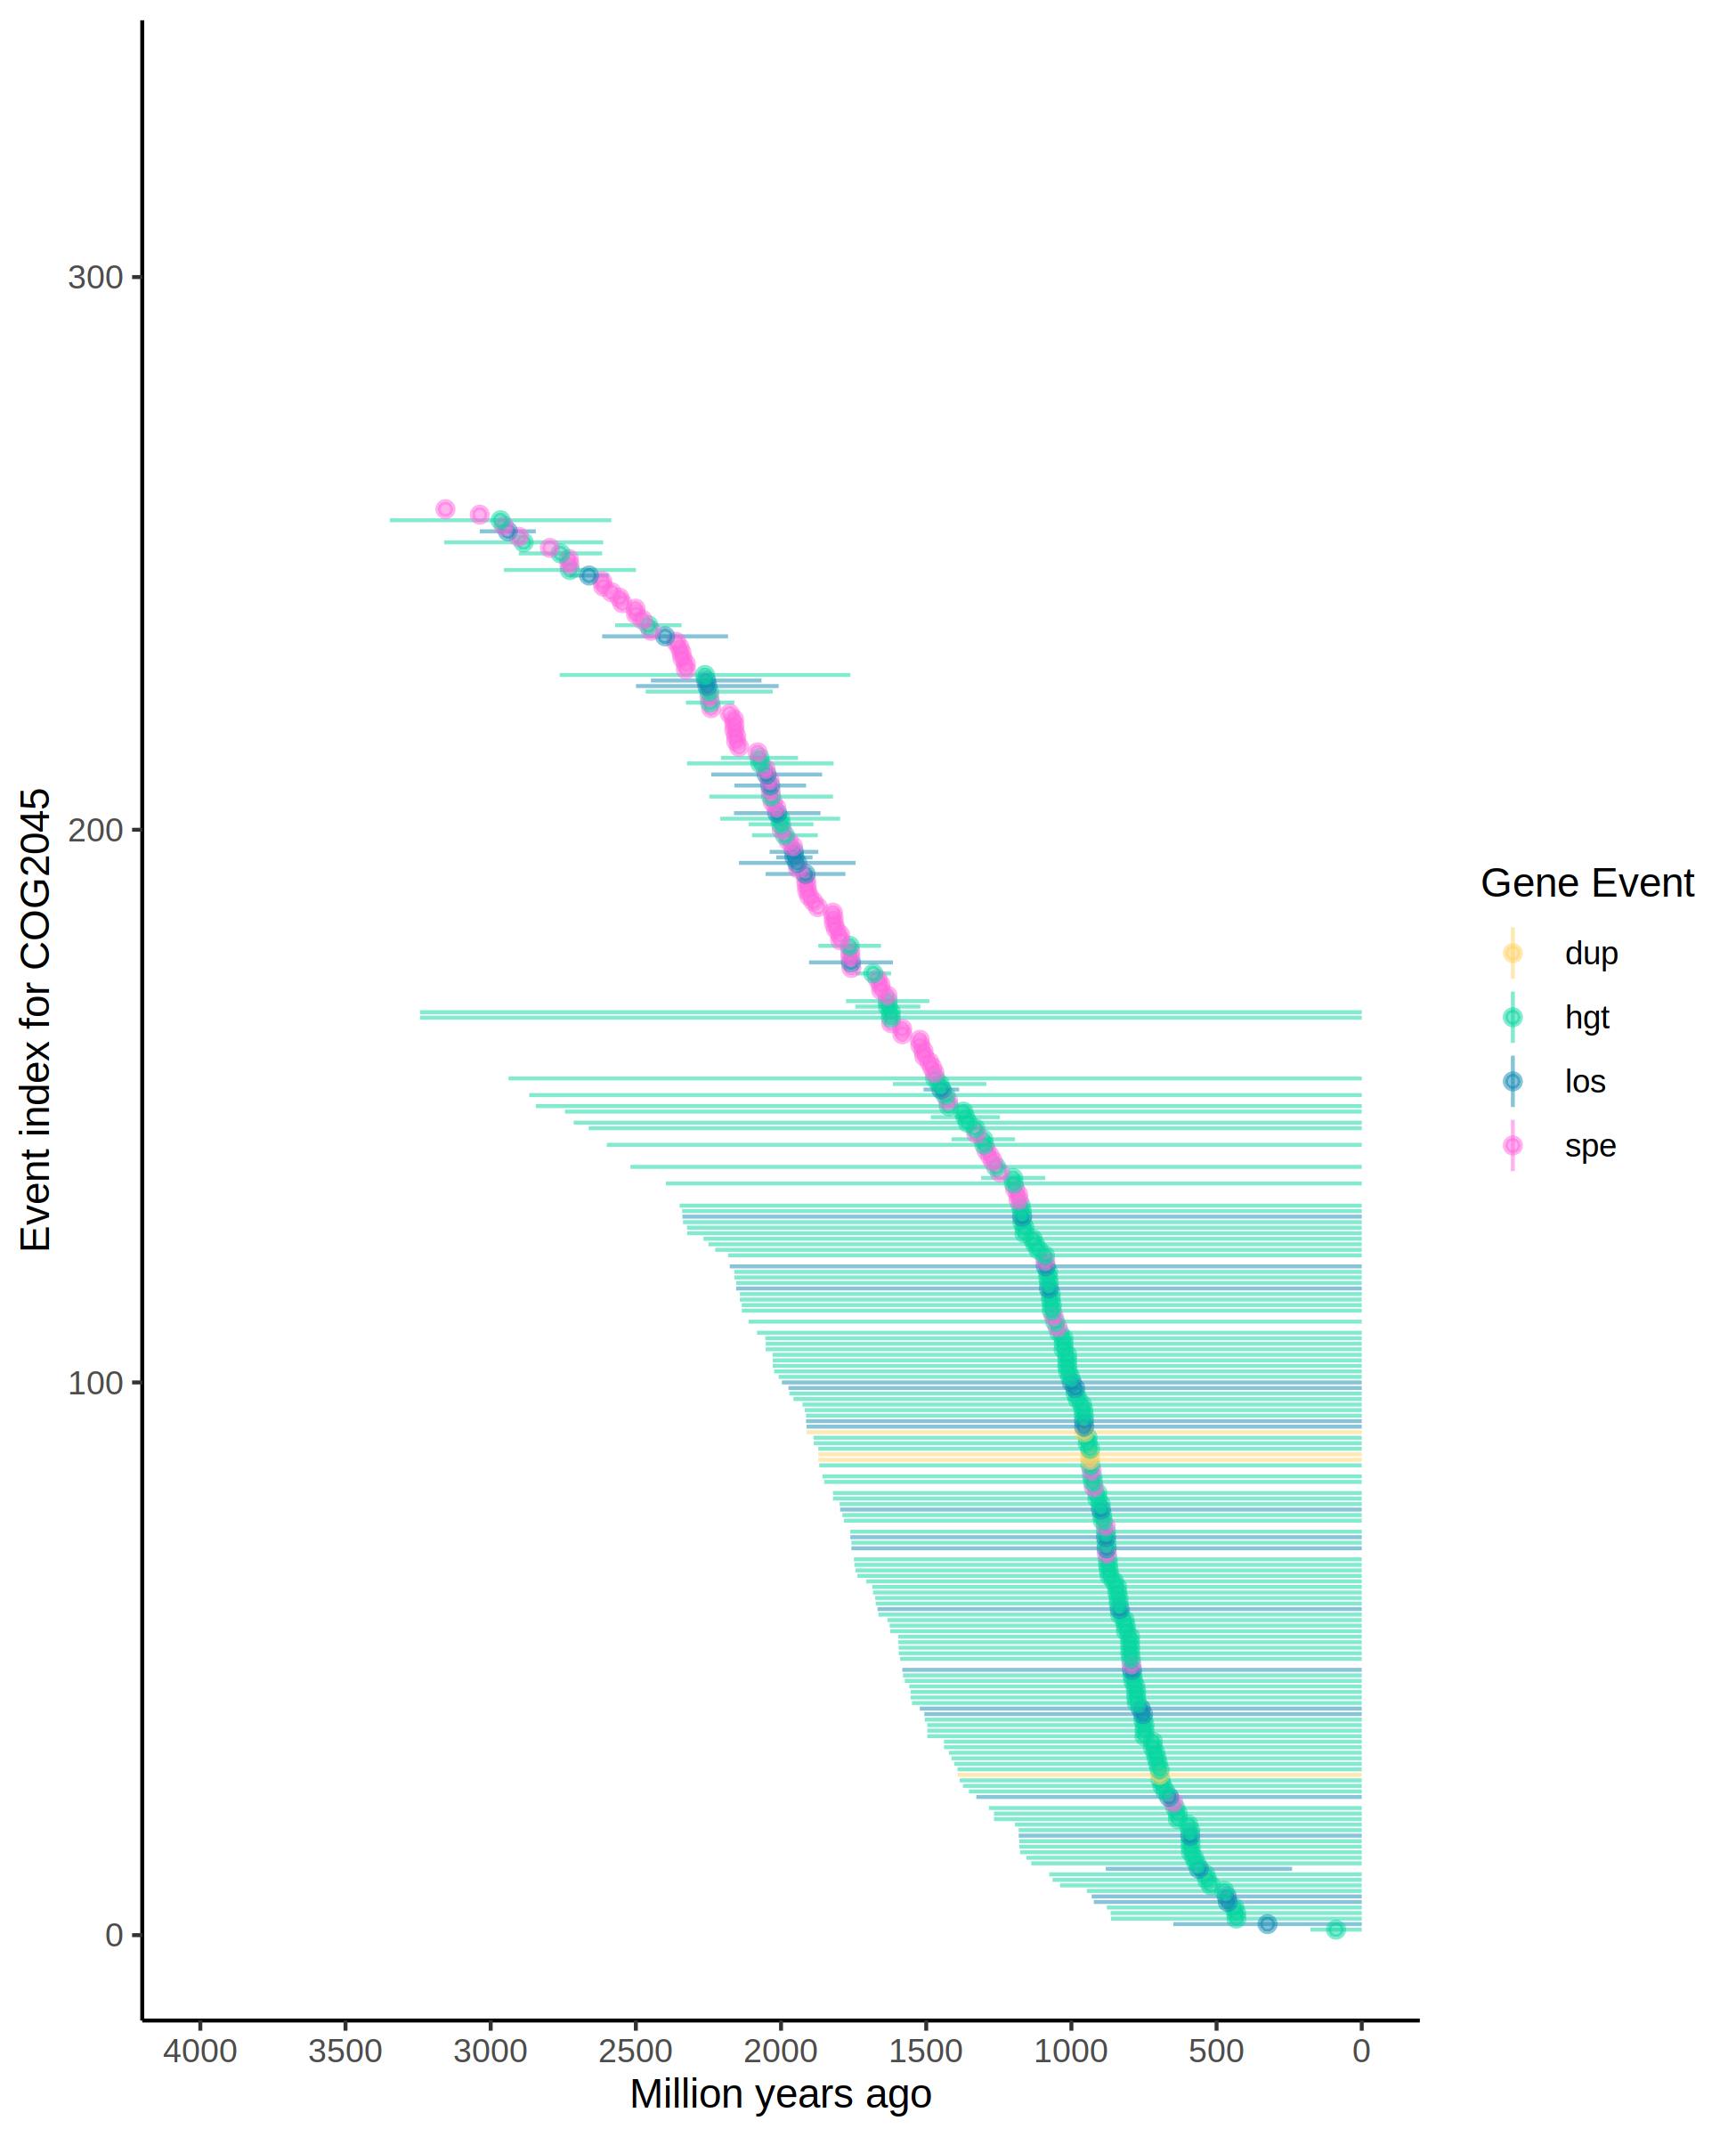 Event index for COG2045
300
200
100
0
4000 3500 3000 2500 2000 1500 1000 500 0
Million years ago
Gene Event
dup
hgt
los
spe